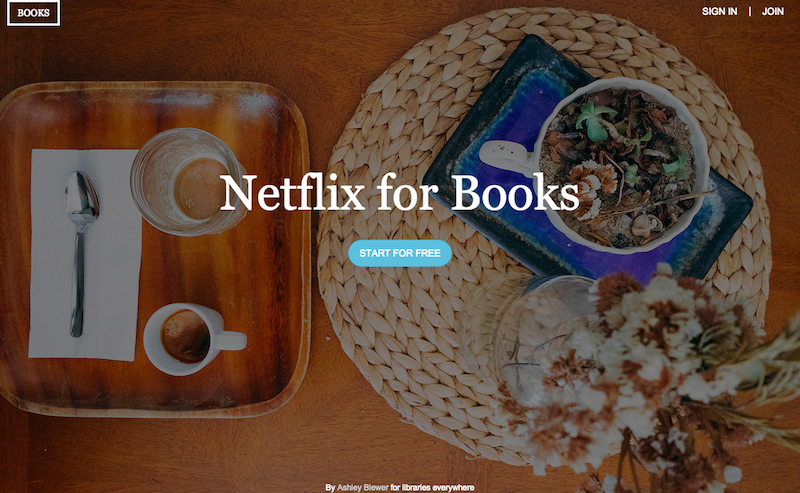 BOOKS
SIGN IN | JOIN
Netflix for Books
START FOR FREE
By Ashley Blewer for libraries everywhere